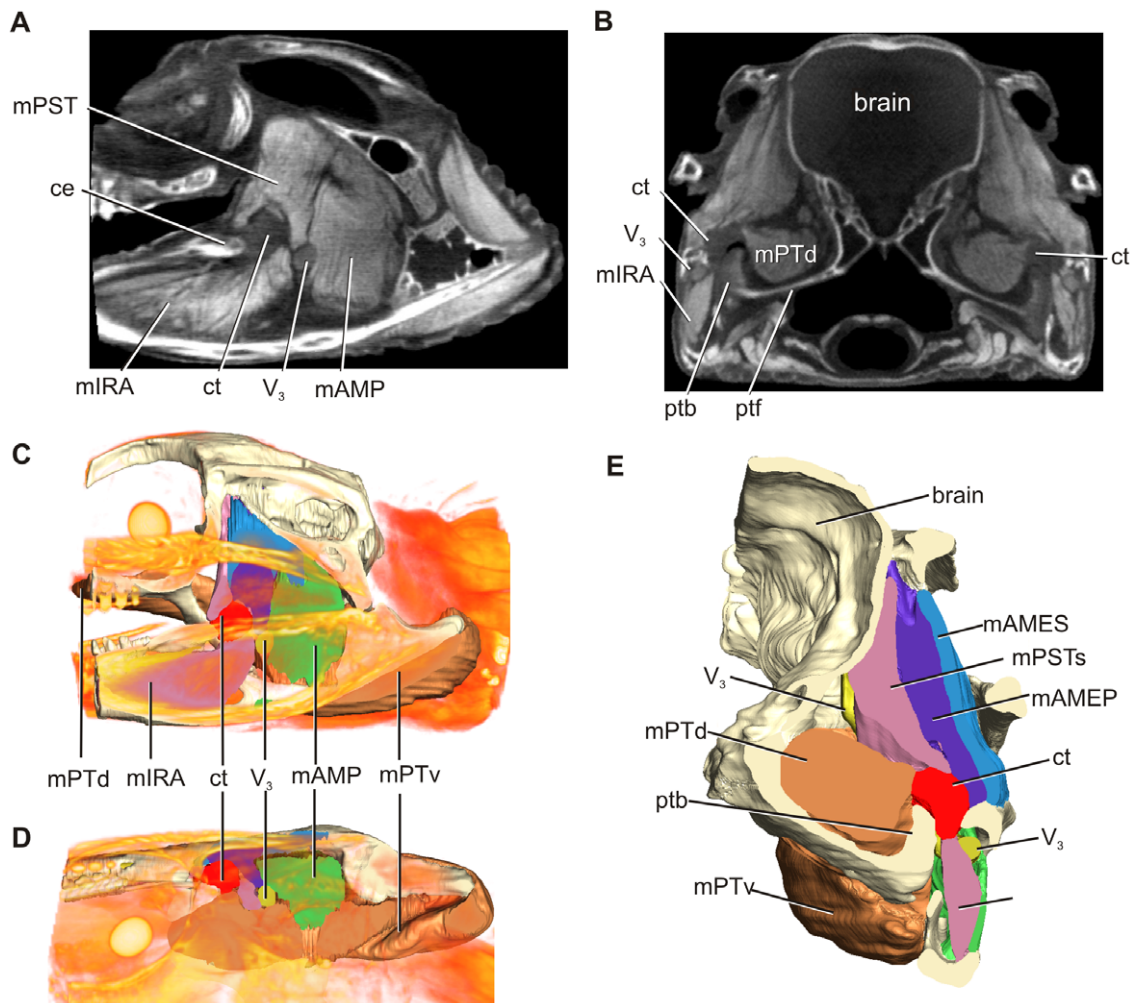 A
B
mPST
brain
ce
ct
V₃
mPTd
ct
mIRA
mIRA
ct
V₃
mAMP
ptb
ptf
C
E
brain
mAMES
mPSTs
V₃
mAMEP
mPTd
ct
mPTd
mIRA
ct
V₃
mAMP
mPTv
ptb
V₃
D
mPTv